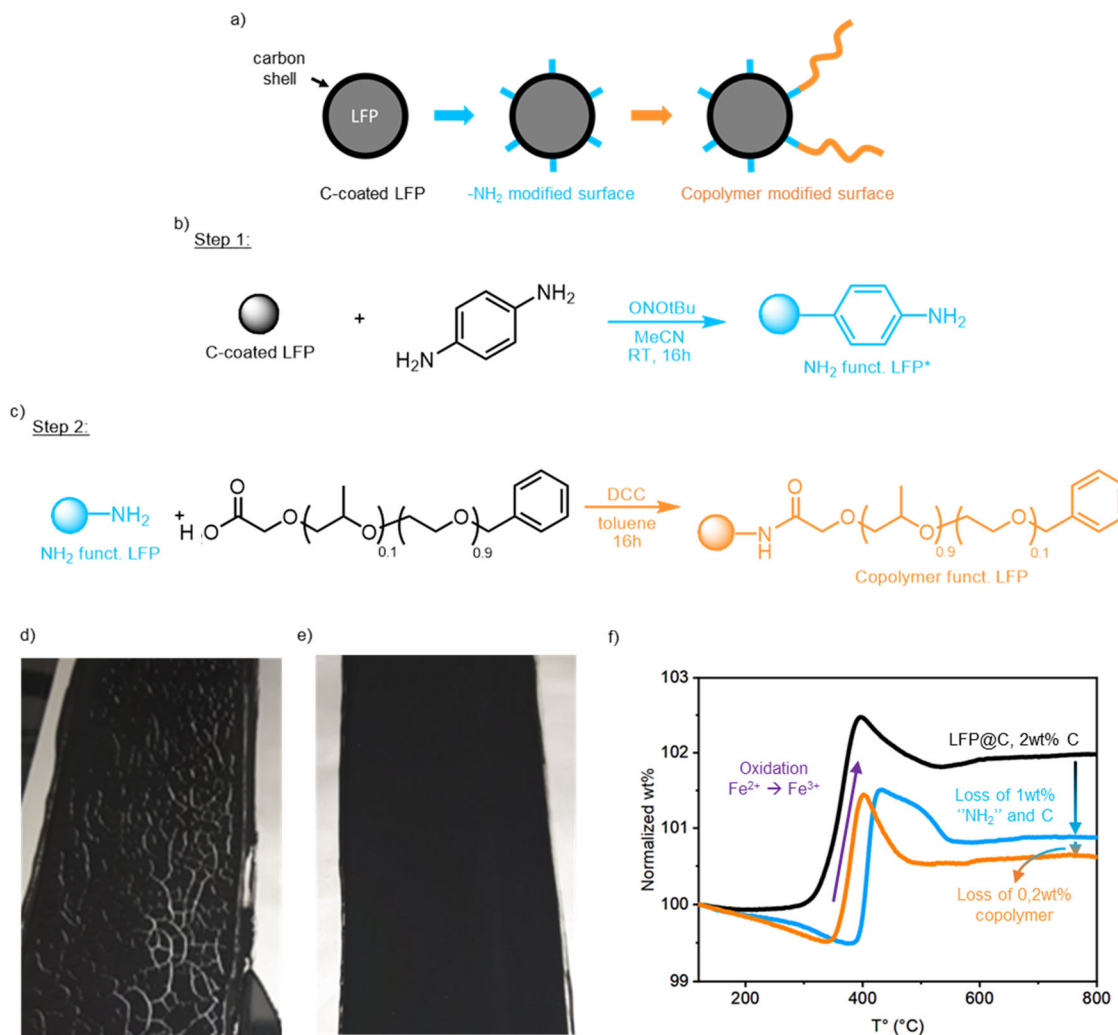 a)
carbon
shell
LFP
C-coated LFP
-NH2 modified surface
Copolymer modified surface
b)
Step 1:
C-coated LFP
+
H2N
NH2
ONOtBu
MeCN
RT, 16h
NH2
NH2 funct. LFP*
c)
Step 2:
NH2
NH2 funct. LFP
+
H
O
O
O
O
0.1
O
0.9
DCC
toluene
16h
N
H
O
O
O
0.9
O
0.1
Copolymer funct. LFP
d)
e)
f)
Normalized wt%
103
102
101
100
99
200
400
600
800
T° (°C)
LFP@C, 2wt% C
Oxidation
Fe2+ → Fe3+
Loss of 1wt%
"NH2" and C
Loss of 0,2wt%
copolymer